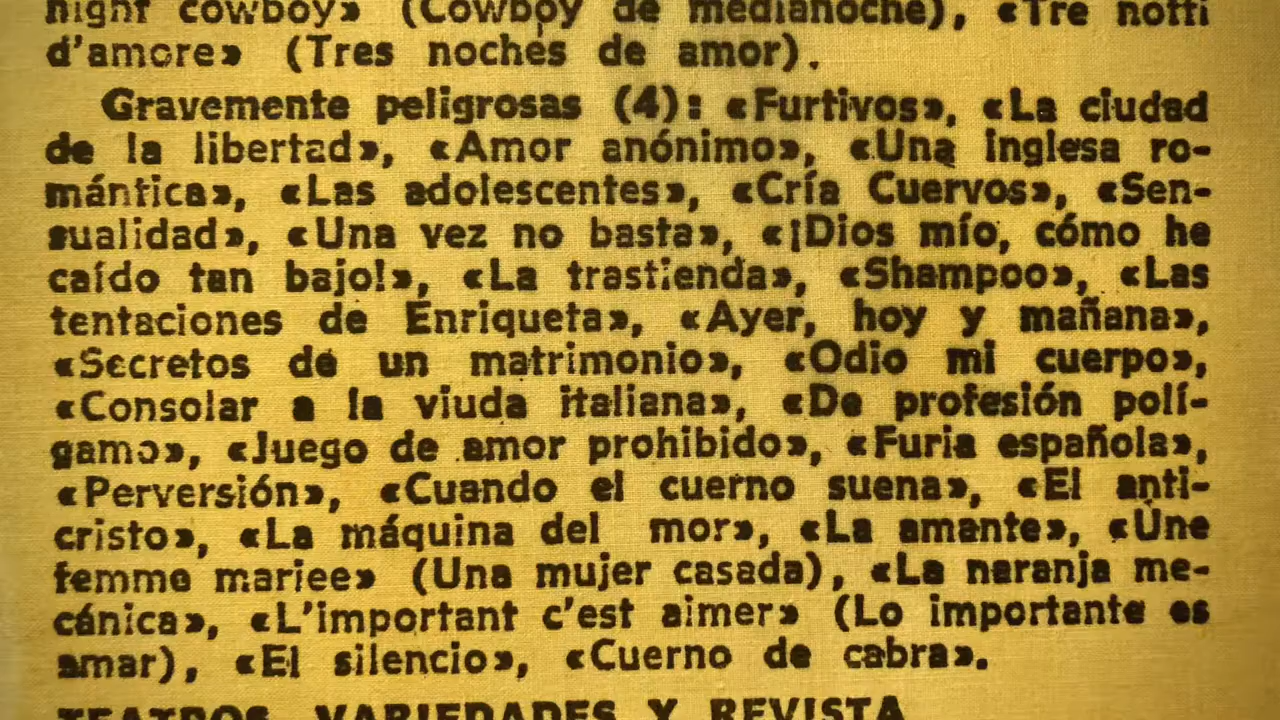 night cowboy» (Cowboy de medianoche), «Tre notti
d'amore» (Tres noches de amor).
Gravemente peligrosas (4): «Furtivos», «La ciudad
de la libertad», «Amor anónimo», «Una inglesa ro-
mántica», «Las adolescentes», «Cría Cuervos», «Sen-
sualidad», «Una vez no basta», «¡Dios mío, cómo he
caído tan bajo!», «La trastienda», «Shampoo», «Las
tentaciones de Enriqueta», «Ayer, hoy y mañana»,
«Secretos de un matrimonio», «Odio mi cuerpo»,
«Consolar a la viuda italiana», «De profesión polí-
gamo», «Juego de amor prohibido», «Furia española»,
«Perversión», «Cuando el cuerno suena», «El anti-
cristo», «La máquina del mor», «La amante», «Une
femme mariee» (Una mujer casada), «La naranja me-
cánica», «L'important c'est aimer» (Lo importante es
amar), «El silencio», «Cuerno de cabra».
TEATROS, VARIEDADES Y REVISTA